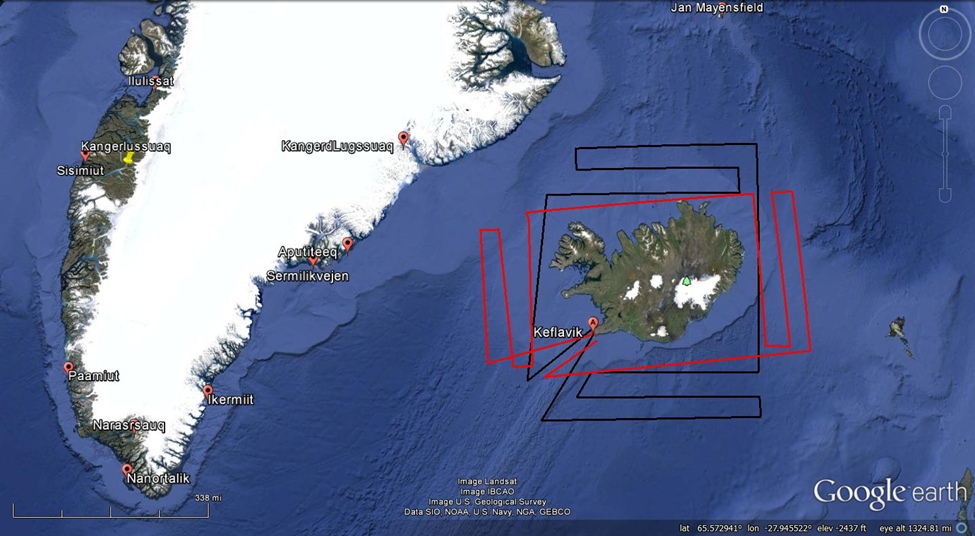 Jan Mayensfield
N
Ilulissat
Kangerlussuaq
KangerdLugssuaq
Sisimiut
Aputiteeq
Sermilikvejen
A
Keflavik
Paamiut
Ikermiit
Narasrsauq
Nanortalik
338 mi
Image Landsat
Image IBCAO
Image U.S. Geological Survey
Data SIO, NOAA, U.S. Navy, NGA, GEBCO
Google earth
lat 65.572941° lon -27.945522° elev -2437 ft eye alt 1324.81 mi